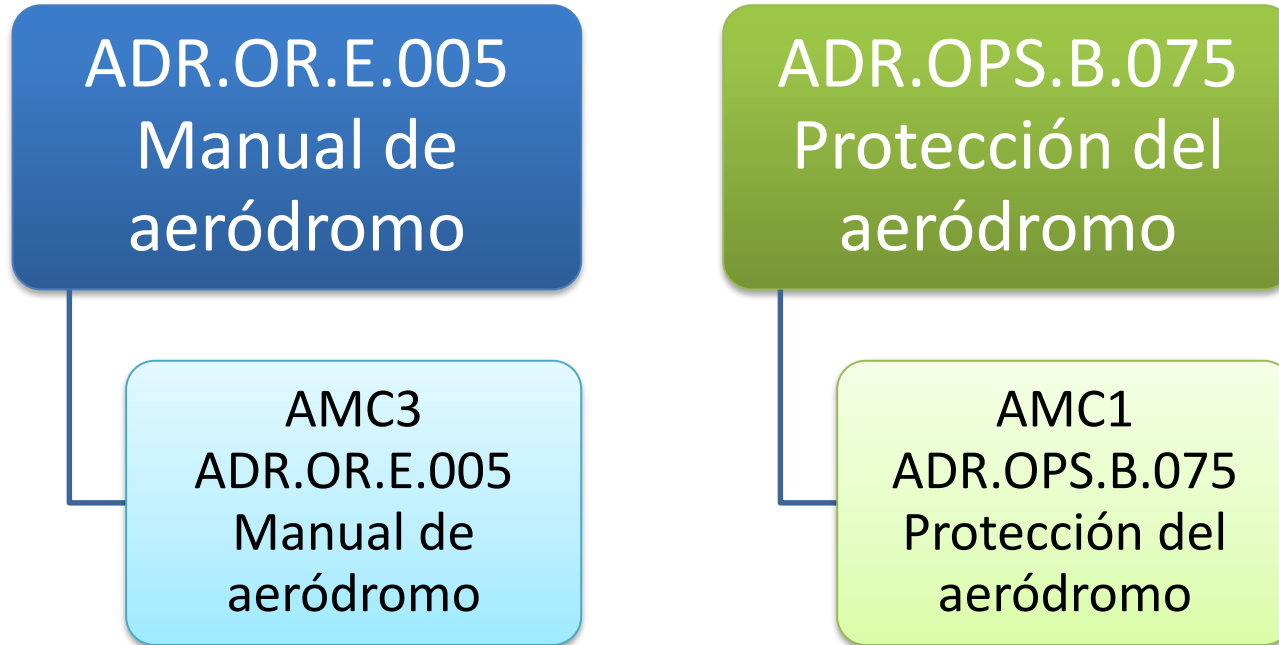 ADR.OR.E.005
Manual de
aeródromo
AMC3
ADR.OR.E.005
Manual de
aeródromo
ADR.OPS.B.075
Protección del
aeródromo
AMC1
ADR.OPS.B.075
Protección del
aeródromo